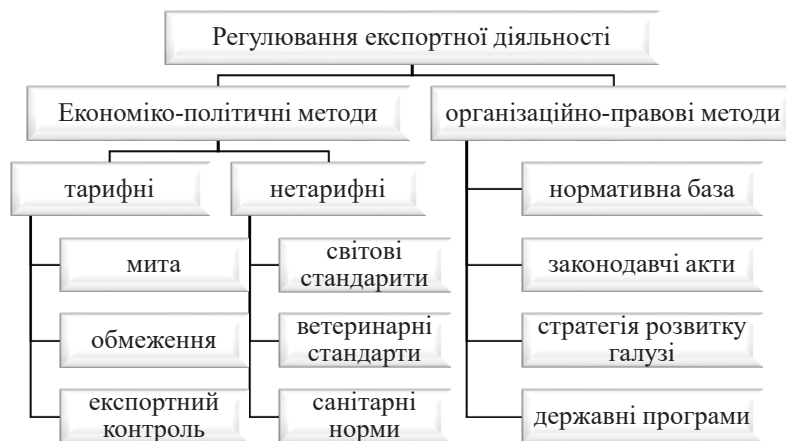 Регулювання експортної діяльності
Економіко-політичні методи
організаційно-правові методи
тарифні
нетарифні
нормативна база
мита
світові
стандарити
законодавчі акти
обмеження
ветеринарні
стандарти
стратегія розвитку
галузі
експортний
контроль
санітарні
норми
державні програми